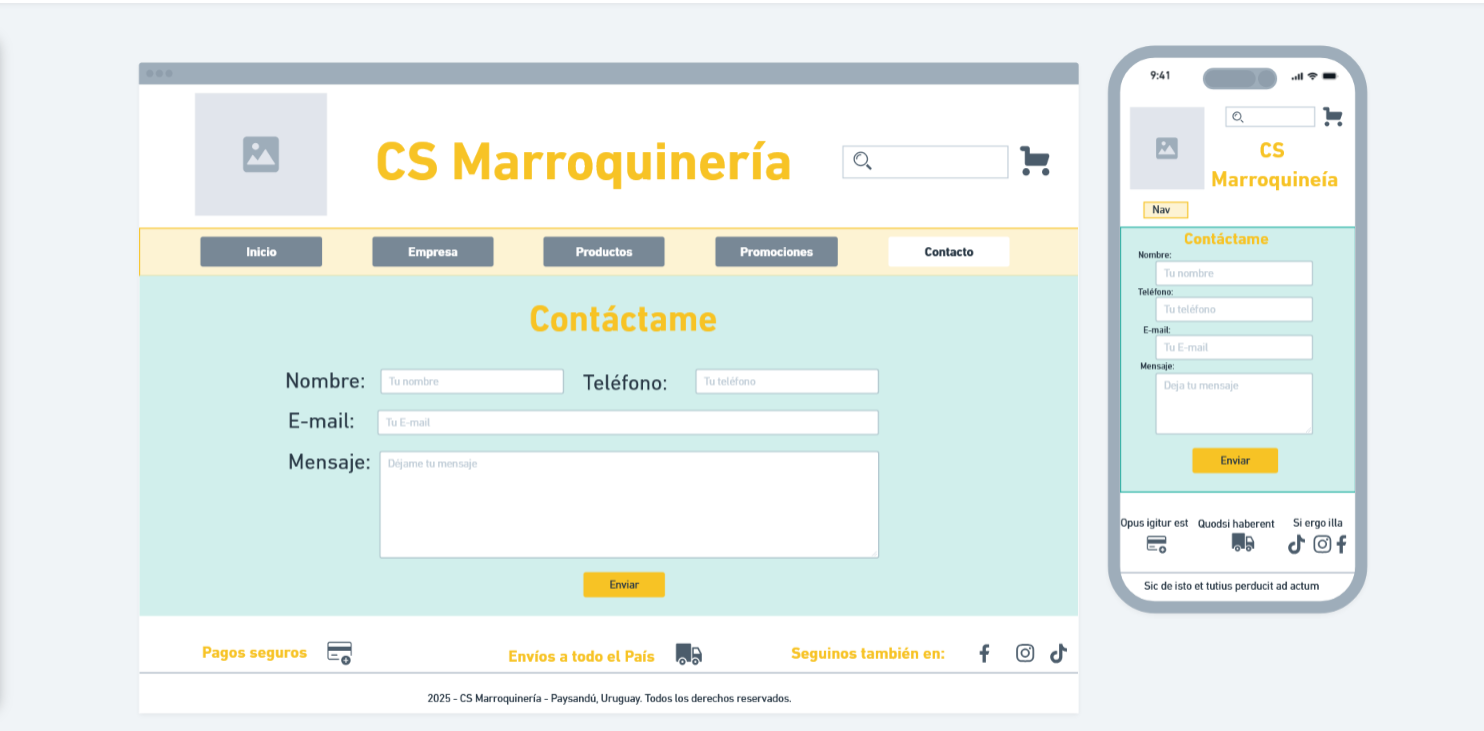 CS Marroquinería
Inicio Empresa Productos Promociones Contacto
Contáctame
Nombre: Tu nombre Teléfono: Tu teléfono
E-mail: Tu E-mail
Mensaje: Déjame tu mensaje
Enviar
Pagos seguros Envíos a todo el País Seguinos también en:
2025 - CS Marroquinería - Paysandú, Uruguay. Todos los derechos reservados.
9:41
CS
Marroquineía
Nav
Contáctame
Nombre:
Tu nombre
Teléfono:
Tu teléfono
E-mail:
Tu E-mail
Mensaje:
Deja tu mensaje
Enviar
Opus igitur est Quodsi haberent Si ergo illa
Sic de isto et tutius perducit ad actum